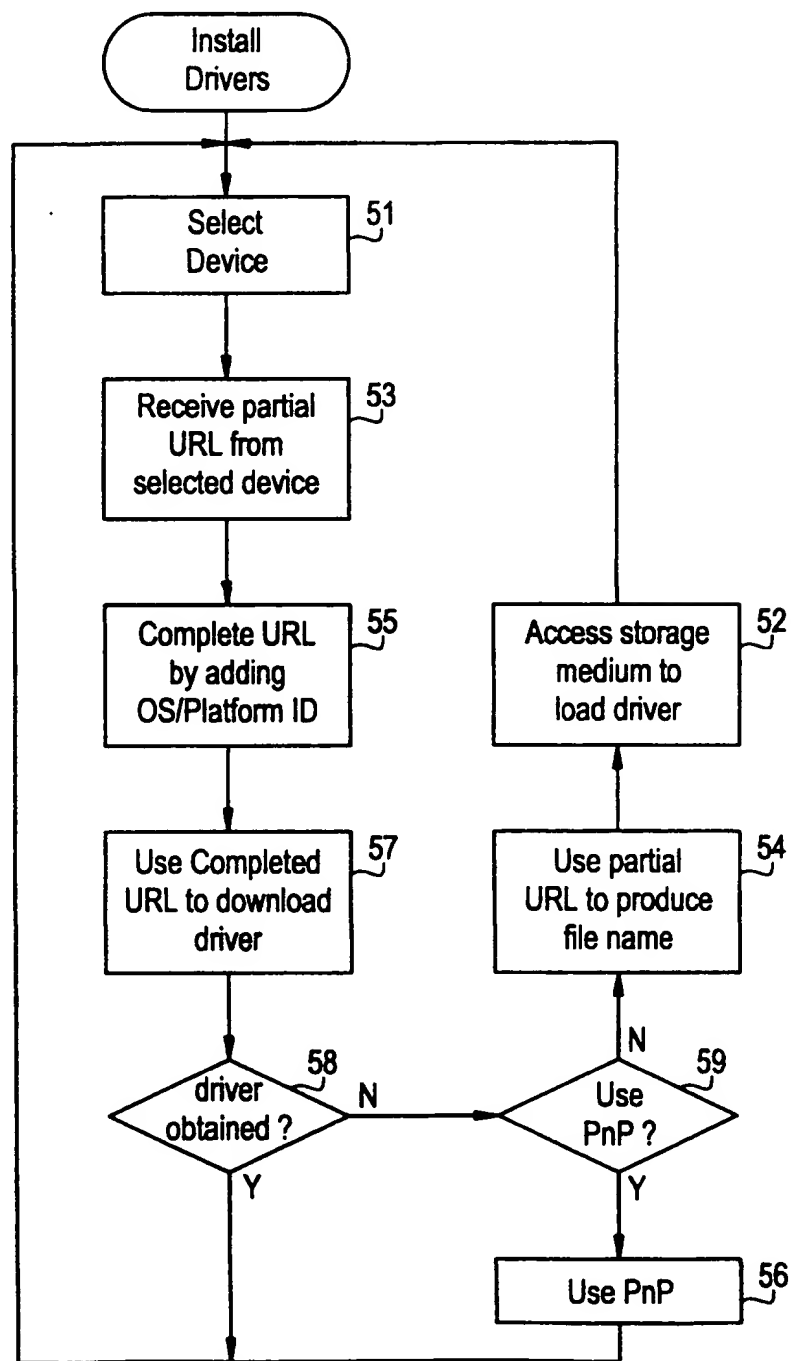 Install
Drivers
Select
Device
51
Receive partial
URL from
selected device
53
Complete URL
by adding
OS/Platform ID
55
Access storage
medium to
load driver
52
Use Completed
URL to download
driver
57
Use partial
URL to produce
file name
54
driver
obtained ?
58
N
Y
Use
PnP ?
59
N
Y
Use PnP
56